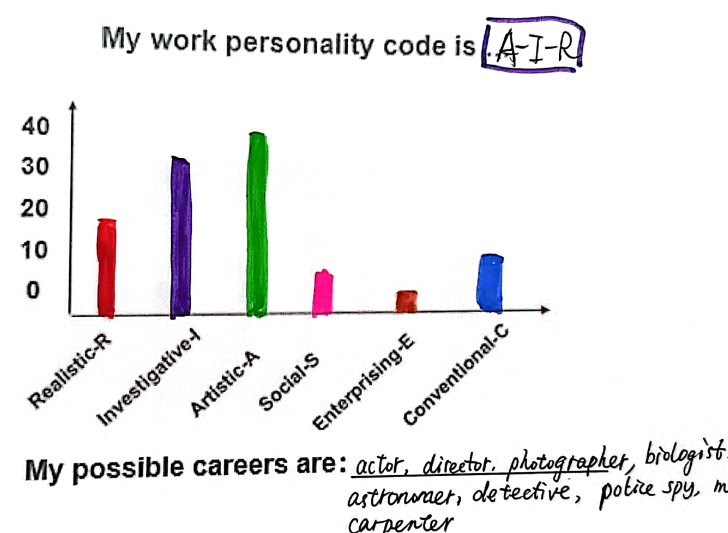 My work personality code is A-I-R
40
30
20
10
0
Realistic-R
Investigative-I
Artistic-A
Social-S
Enterprising-E
Conventional-C
My possible careers are: actor, director, photographer, biologist,
detective, police spy,
carpenter